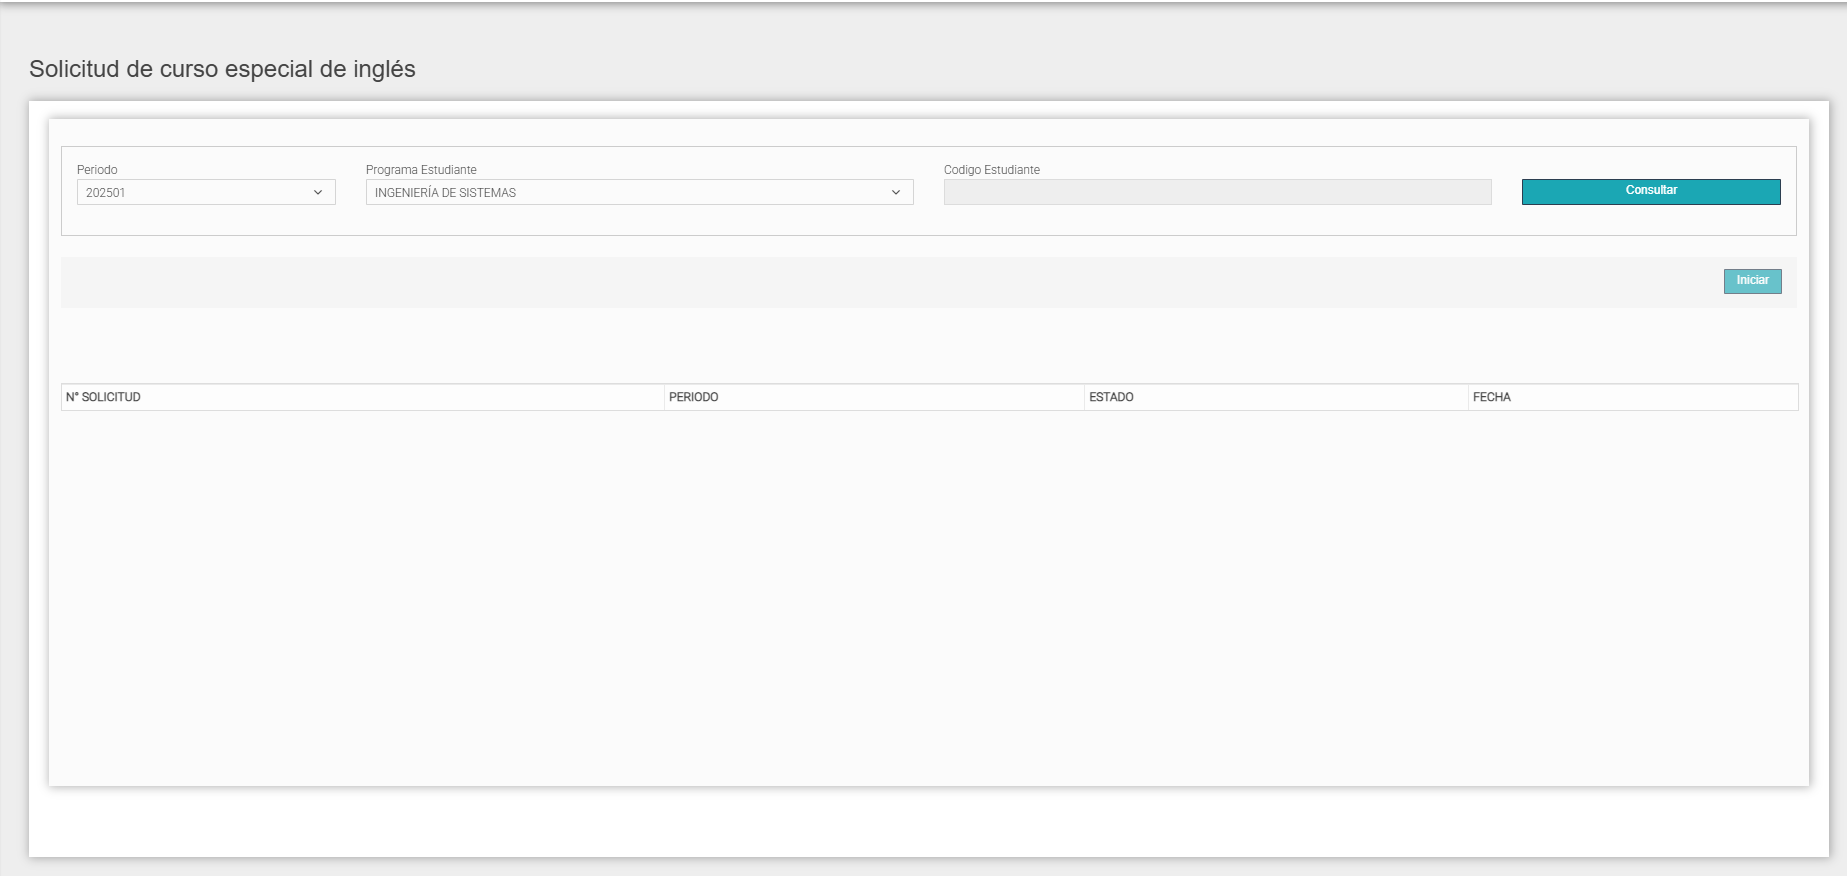 Solicitud de curso especial de inglés
Periodo
Programa Estudiante
Codigo Estudiante
202501
INGENIERÍA DE SISTEMAS
Consultar
Iniciar
N° SOLICITUD
PERIODO
ESTADO
FECHA